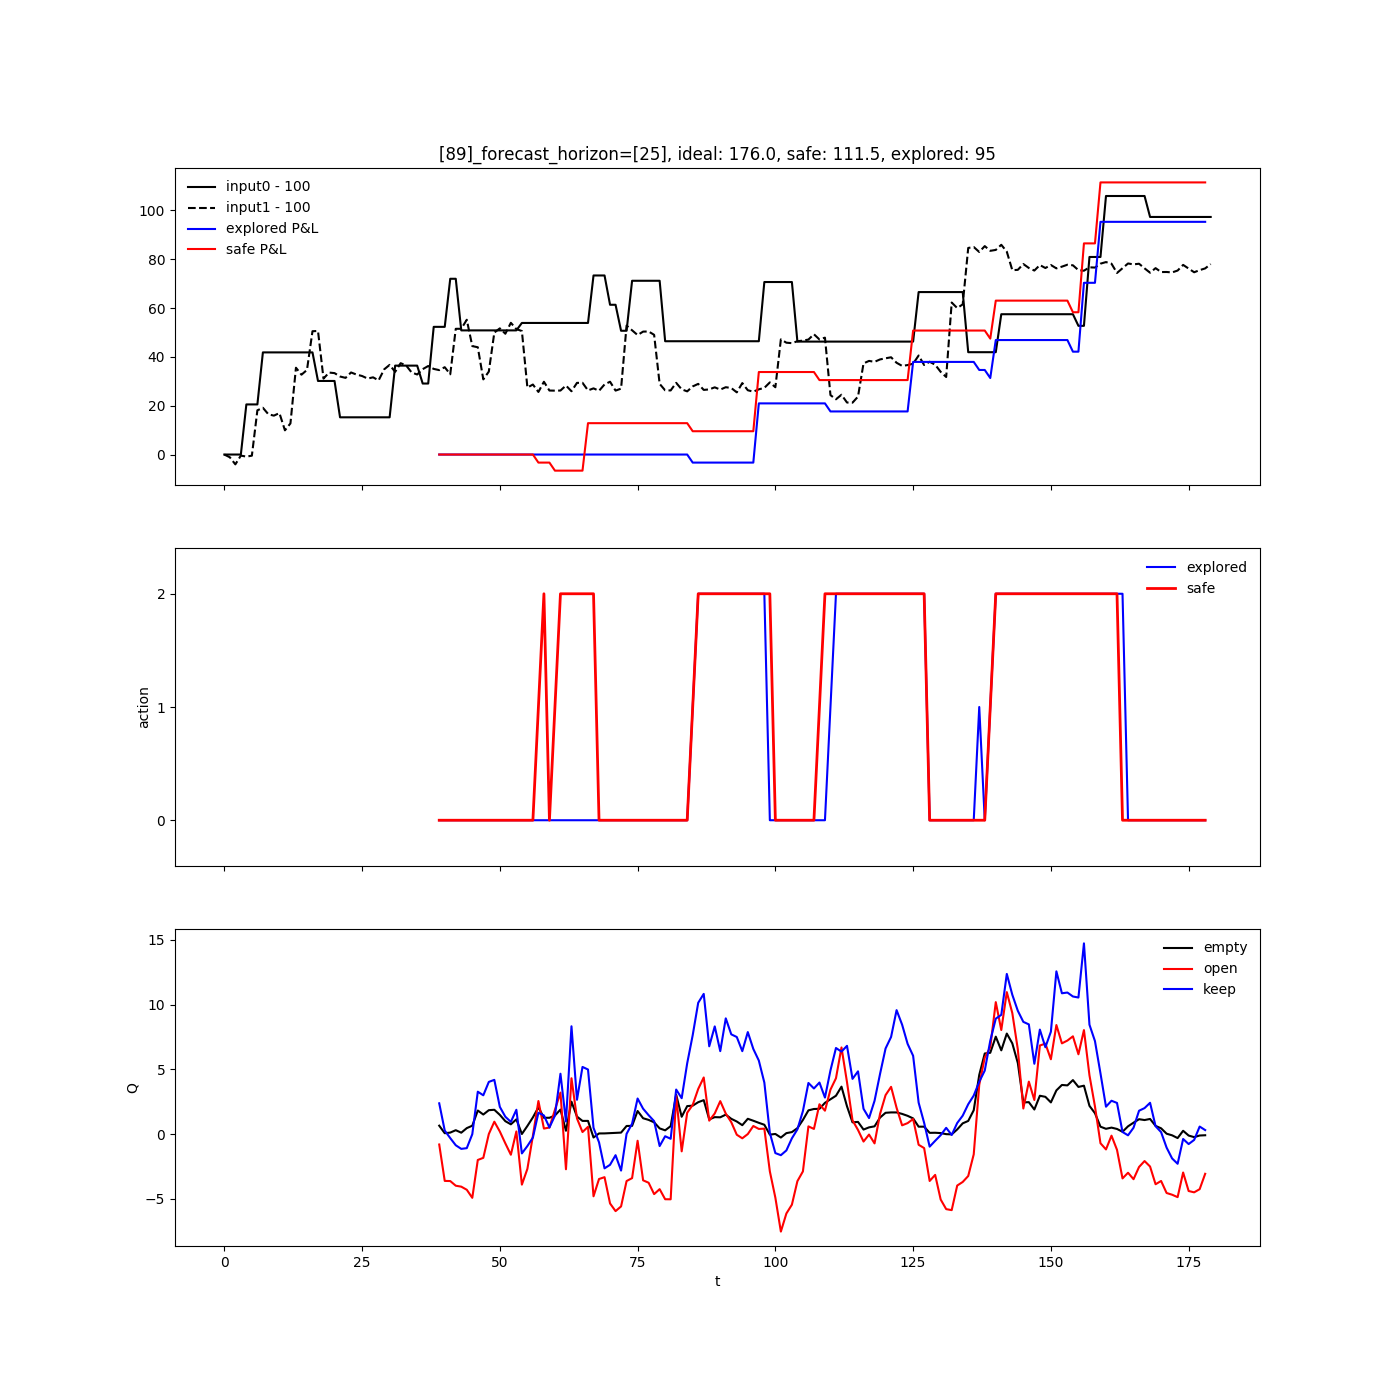 [89]_forecast_horizon=[25], ideal: 176.0, safe: 111.5, explored: 95
input0 - 100
input1 - 100
explored P&L
safe P&L
100
80
60
40
20
0
explored
safe
2
1
0
action
empty
open
keep
15
10
5
0
−5
Q
0 25 50 75 100 125 150 175
t